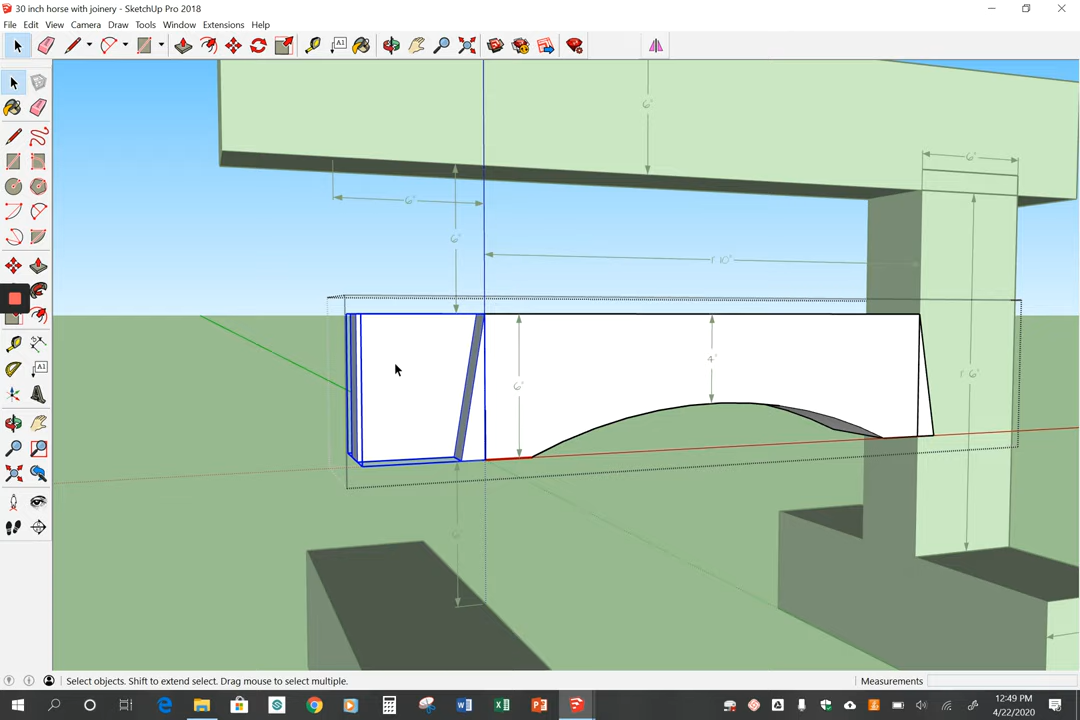 30 inch horse with joinery - SketchUp Pro 2018
File Edit View Camera Draw Tools Window Extensions Help
A1
6"
6"
6"
6"
1' 10"
6"
4"
A1
Select objects. Shift to extend select. Drag mouse to select multiple.
Measurements
12:49 PM
4/22/2020